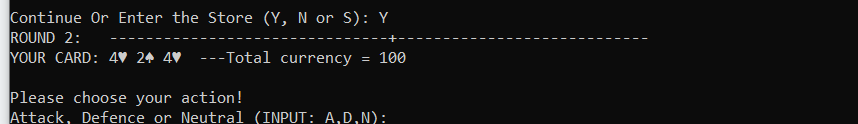 Continue Or Enter the Store (Y, N or S): Y
ROUND 2:   -------------------------------+----------------------------
YOUR CARD: 4♥ 2♠ 4♥  ---Total currency = 100
Please choose your action!
Attack, Defence or Neutral (INPUT: A,D,N):